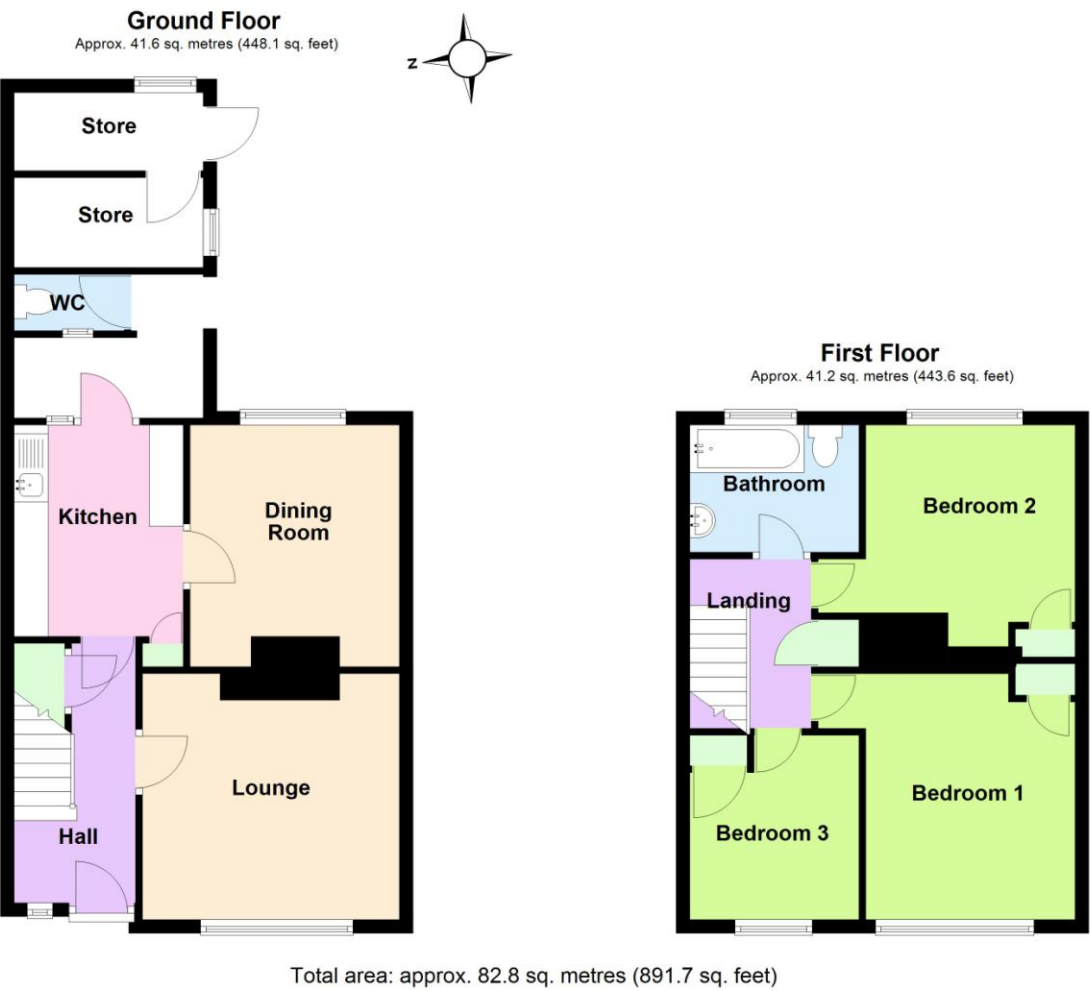 Ground Floor
Approx. 41.6 sq. metres (448.1 sq. feet)
N
Store
Store
WC
Kitchen
Dining
Room
Lounge
Hall
First Floor
Approx. 41.2 sq. metres (443.6 sq. feet)
Bathroom
Bedroom 2
Landing
Bedroom 1
Bedroom 3
Total area: approx. 82.8 sq. metres (891.7 sq. feet)